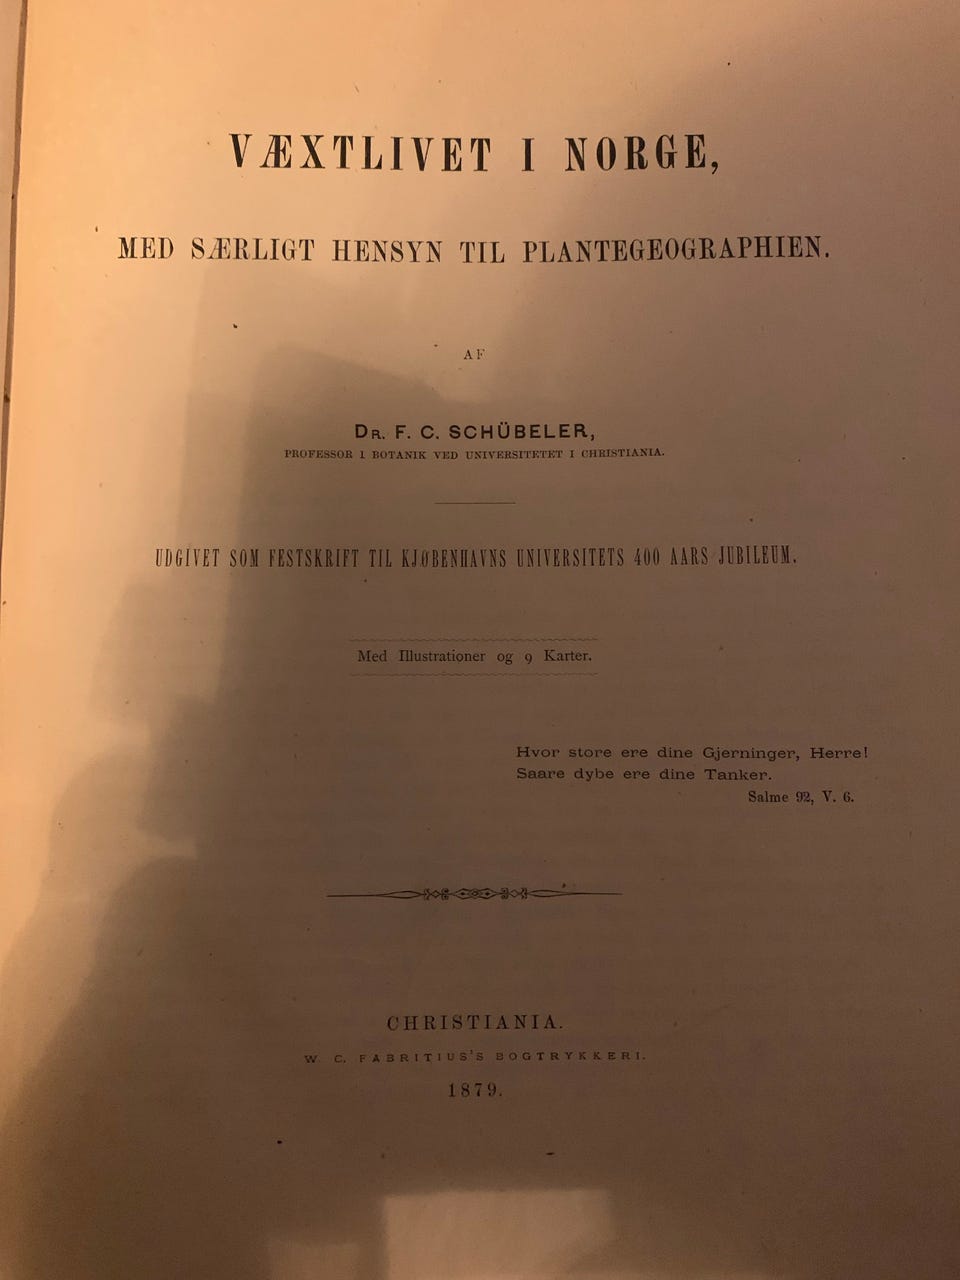 VÆXTLIVET I NORGE,
MED SÆRLIGT HENSYN TIL PLANTEGEOGRAPHIEN.
AF
DR. F. C. SCHÜBELER,
PROFESSOR I BOTANIK VED UNIVERSITETET I CHRISTIANIA.
UDGIVET SOM FESTSKRIFT TIL KJØBENHAVNS UNIVERSITETS 400 AARS JUBILEUM.
Med Illustrationer og 9 Karter.
Hvor store ere dine Gjerninger, Herre!
Saare dybe ere dine Tanker.
Salme 92, V. 6.
CHRISTIANIA.
W. C. FABRITIUS'S BOGTRYKKERI.
1879.